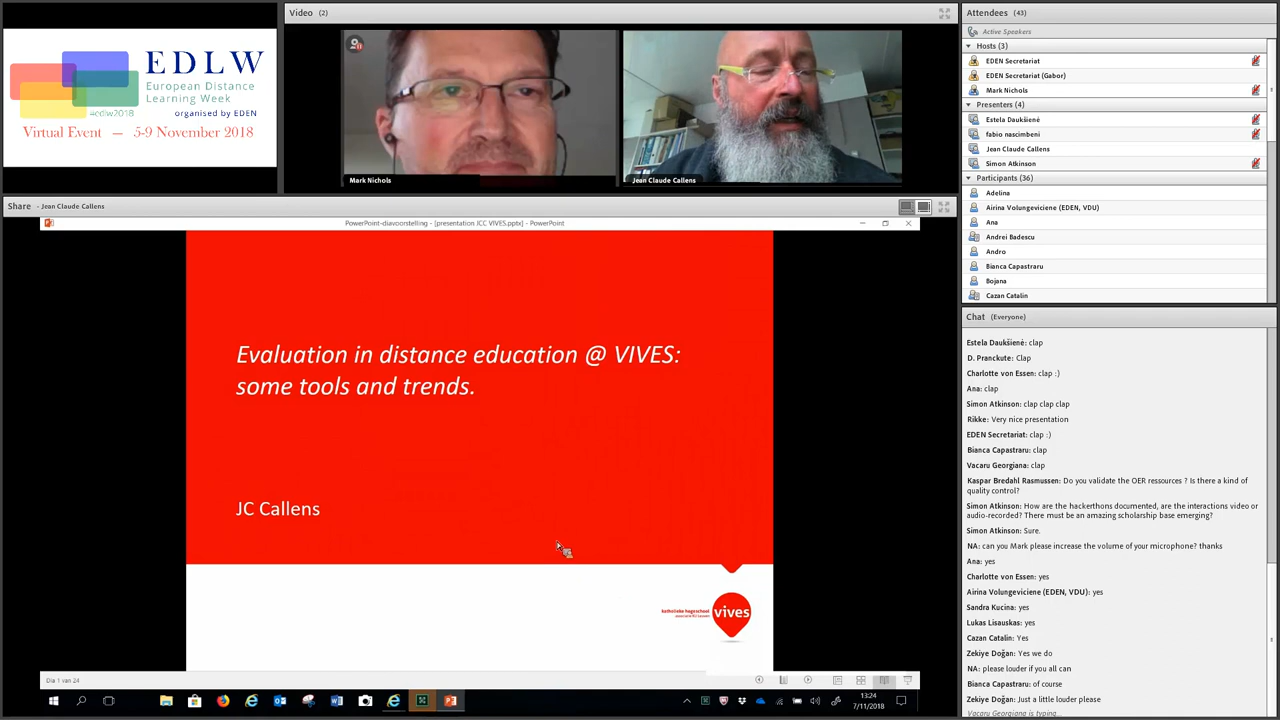 EDLW
European Distance
Learning Week
#edlw2018
organised by EDEN
Virtual Event — 5-9 November 2018
Video (2)
Mark Nichols
Jean Claude Callens
Share - Jean Claude Callens
PowerPoint-diavoorstelling - [presentation JCC VIVES.pptx] - PowerPoint
Evaluation in distance education @ VIVES:
some tools and trends.
JC Callens
katholieke hogeschool
associatie KU Leuven
vives
Dia 1 van 24
13:24
7/11/2018
Attendees (43)
Active Speakers
Hosts (3)
EDEN Secretariat
EDEN Secretariat (Gabor)
Mark Nichols
Presenters (4)
Estela Daukšienė
fabio nascimbeni
Jean Claude Callens
Simon Atkinson
Participants (36)
Adelina
Airina Volungeviciene (EDEN, VDU)
Ana
Andrei Badescu
Andro
Bianca Capastraru
Bojana
Cazan Catalin
Chat (Everyone)
Estela Daukšienė: clap
D. Pranckute: Clap
Charlotte von Essen: clap :)
Ana: clap
Simon Atkinson: clap clap clap
Rikke: Very nice presentation
EDEN Secretariat: clap :)
Bianca Capastraru: clap
Vacaru Georgiana: clap
Kaspar Bredahl Rasmussen: Do you validate the OER ressources ? Is there a kind of
quality control?
Simon Atkinson: How are the hackerthons documented, are the interactions video or
audio-recorded? There must be an amazing scholarship base emerging?
Simon Atkinson: Sure.
NA: can you Mark please increase the volume of your microphone? thanks
Ana: yes
Charlotte von Essen: yes
Airina Volungeviciene (EDEN, VDU): yes
Sandra Kucina: yes
Lukas Lisauskas: yes
Cazan Catalin: Yes
Zekiye Doğan: Yes we do
NA: please louder if you all can
Bianca Capastraru: of course
Zekiye Doğan: Just a little louder please
Vacaru Georgiana is typing...